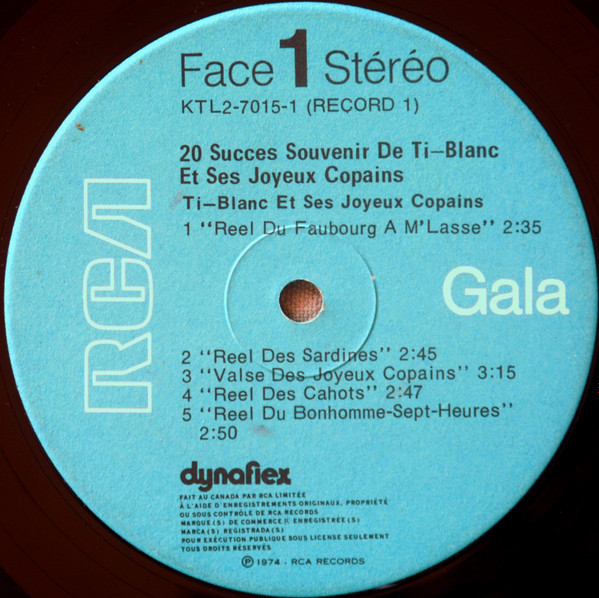 Face 1 Stéréo
KTL2-7015-1 (RECORD 1)
20 Succes Souvenir De Ti-Blanc
Et Ses Joyeux Copains
Ti-Blanc Et Ses Joyeux Copains
1 "Reel Du Faubourg A M'Lasse" 2:35
RCA
Gala
2 "Reel Des Sardines" 2:45
3 "Valse Des Joyeux Copains" 3:15
4 "Reel Des Cahots" 2:47
5 "Reel Du Bonhomme-Sept-Heures"
2:50
dynaflex
FAIT AU CANADA PAR RCA LIMITÉE
À L'AIDE D'ENREGISTREMENTS ORIGINAUX, PROPRIÉTÉ
OU SOUS CONTRÔLE DE RCA RECORDS
MARQUE(S) DE COMMERCE ENREGISTRÉE(S)
MARCA(S) REGISTRADA(S)
POUR EXÉCUTION PUBLIQUE SOUS LICENSE SEULEMENT
TOUS DROITS RÉSERVÉS
Ⓟ 1974 - RCA RECORDS